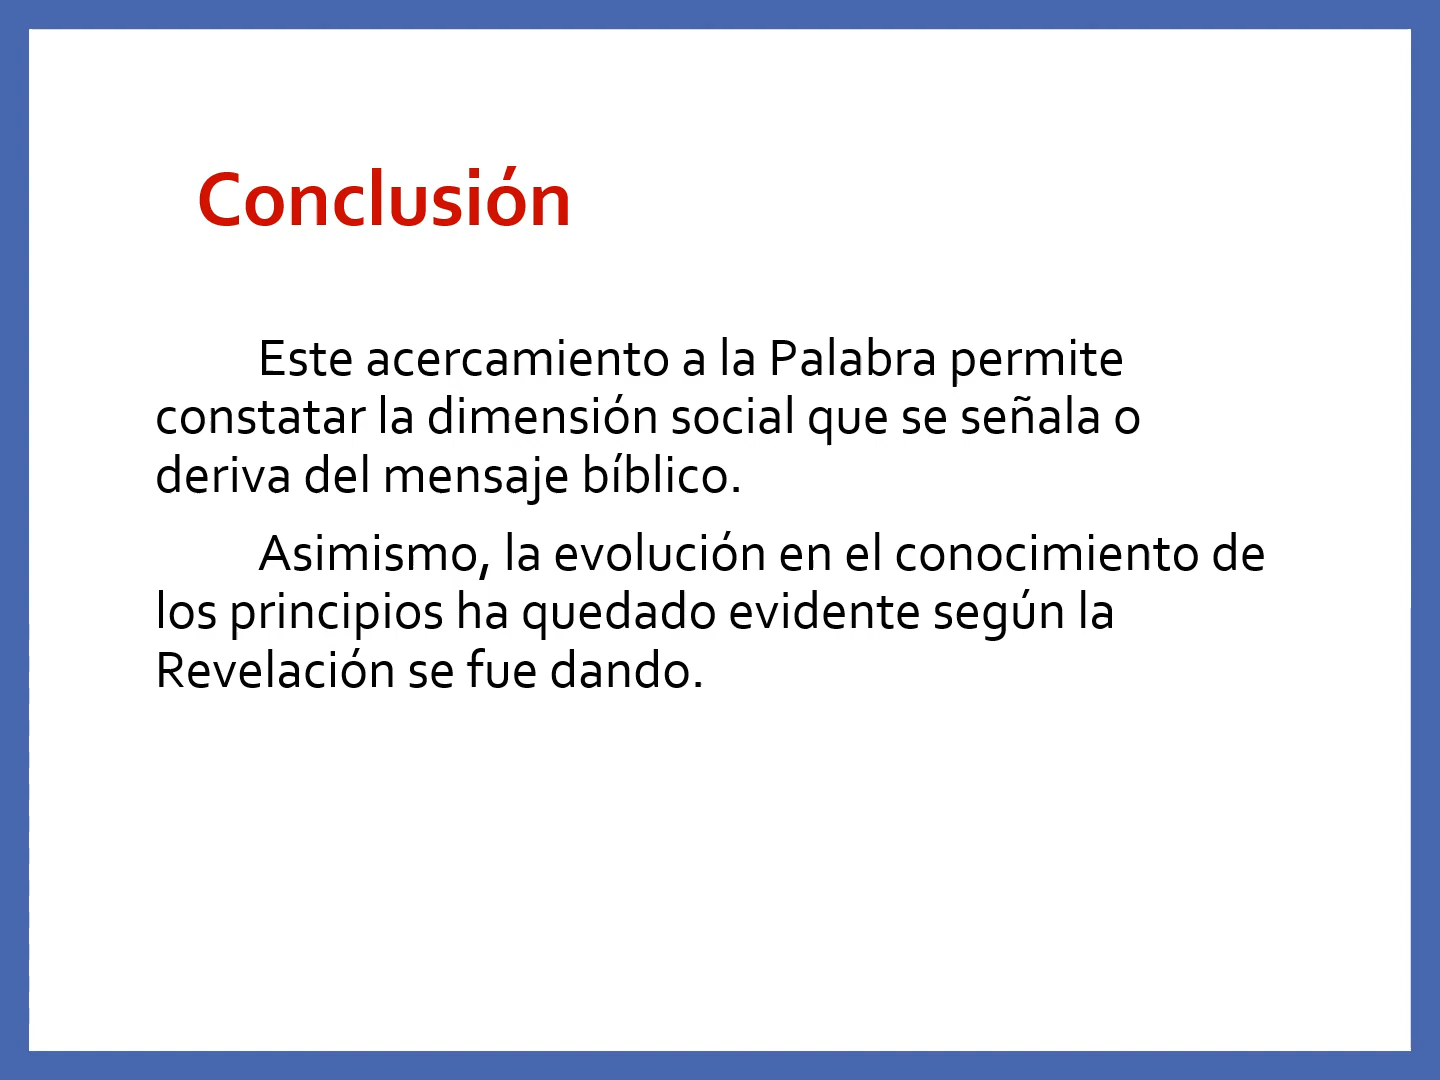 Conclusión
Este acercamiento a la Palabra permite
constatar la dimensión social que se señala o
deriva del mensaje bíblico.
Asimismo, la evolución en el conocimiento de
los principios ha quedado evidente según la
Revelación se fue dando.